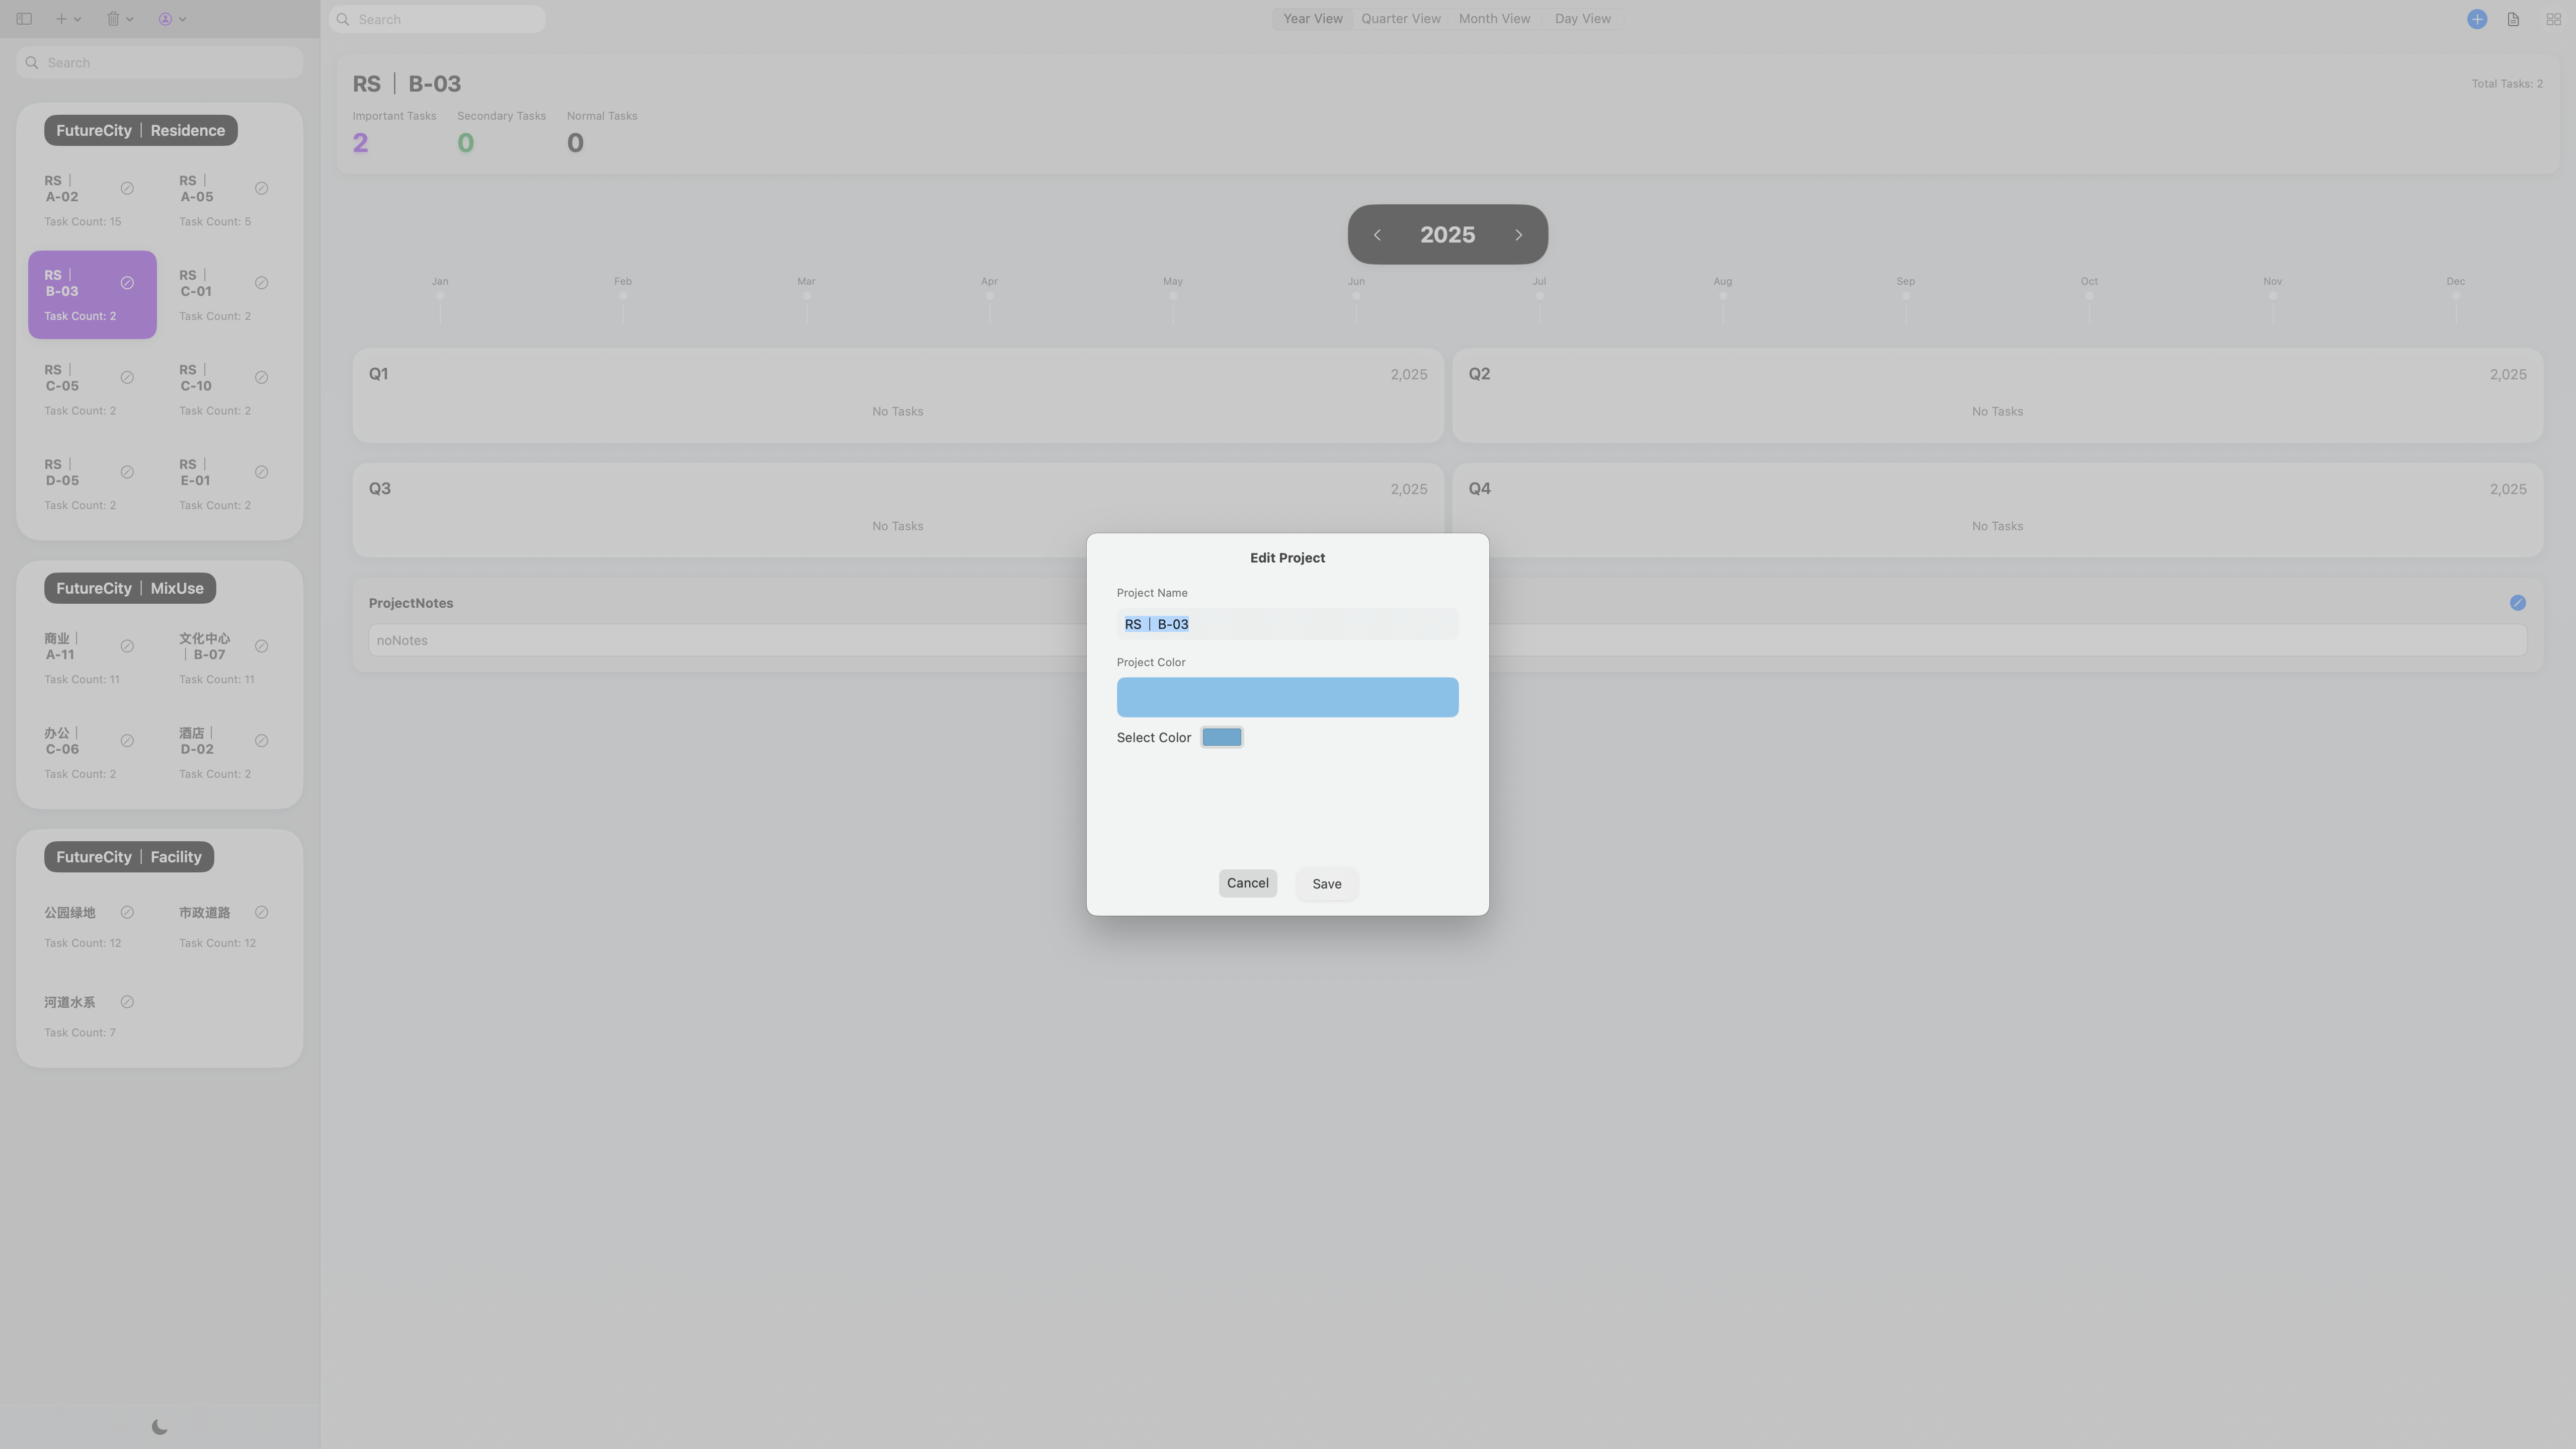 Search
Search
FutureCity｜Residence
RS｜
A-02
Task Count: 15
RS｜
A-05
Task Count: 5
RS｜
B-03
Task Count: 2
RS｜
C-01
Task Count: 2
RS｜
C-05
Task Count: 2
RS｜
C-10
Task Count: 2
RS｜
D-05
Task Count: 2
RS｜
E-01
Task Count: 2
FutureCity｜MixUse
商业｜
A-11
Task Count: 11
文化中心
｜B-07
Task Count: 11
办公｜
C-06
Task Count: 2
酒店｜
D-02
Task Count: 2
FutureCity｜Facility
公园绿地
Task Count: 12
市政道路
Task Count: 12
河道水系
Task Count: 7
Year View
Quarter View
Month View
Day View
RS｜B-03
Total Tasks: 2
Important Tasks
2
Secondary Tasks
0
Normal Tasks
0
2025
Jan
Feb
Mar
Apr
May
Jun
Jul
Aug
Sep
Oct
Nov
Dec
Q1
2,025
No Tasks
Q2
2,025
No Tasks
Q3
2,025
No Tasks
Q4
2,025
No Tasks
ProjectNotes
noNotes
Edit Project
Project Name
RS｜B-03
Project Color
Select Color
Cancel
Save